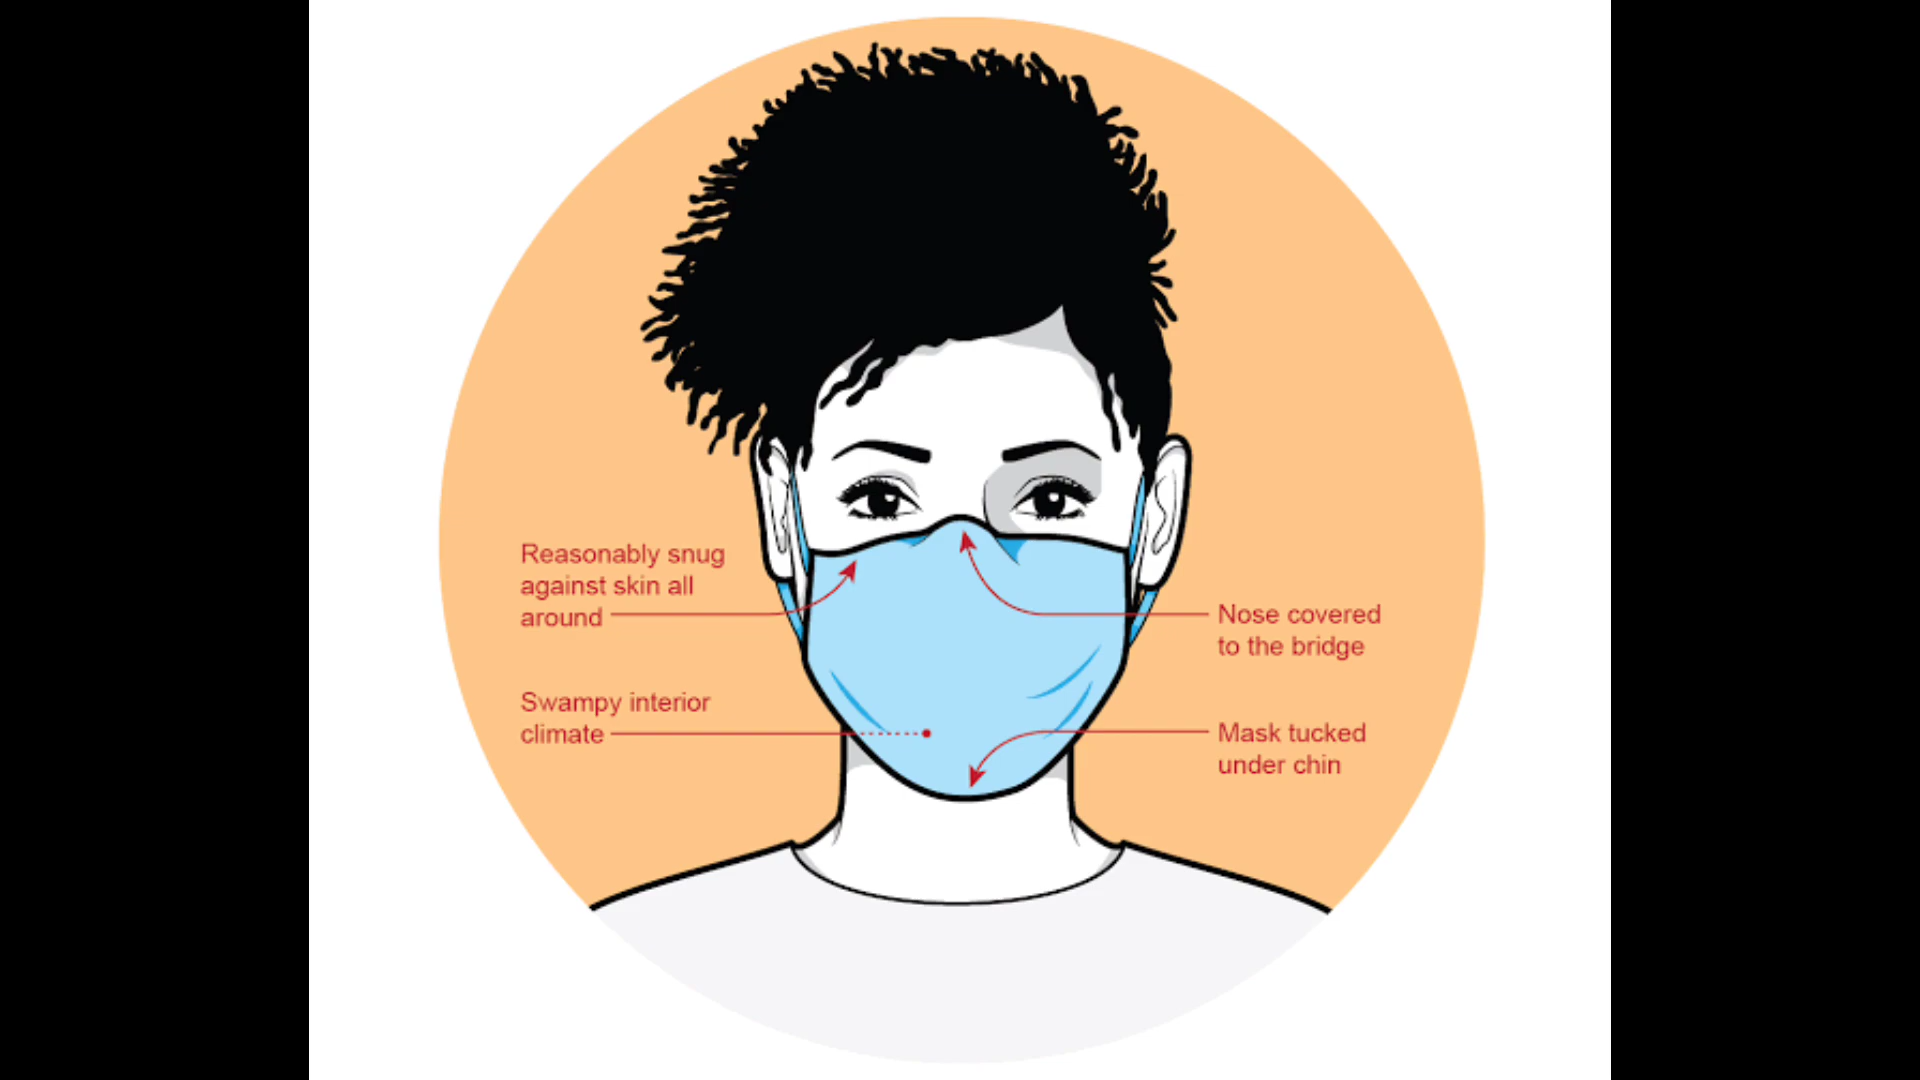 Reasonably snug
against skin all
around
Swampy interior
climate
Nose covered
to the bridge
Mask tucked
under chin